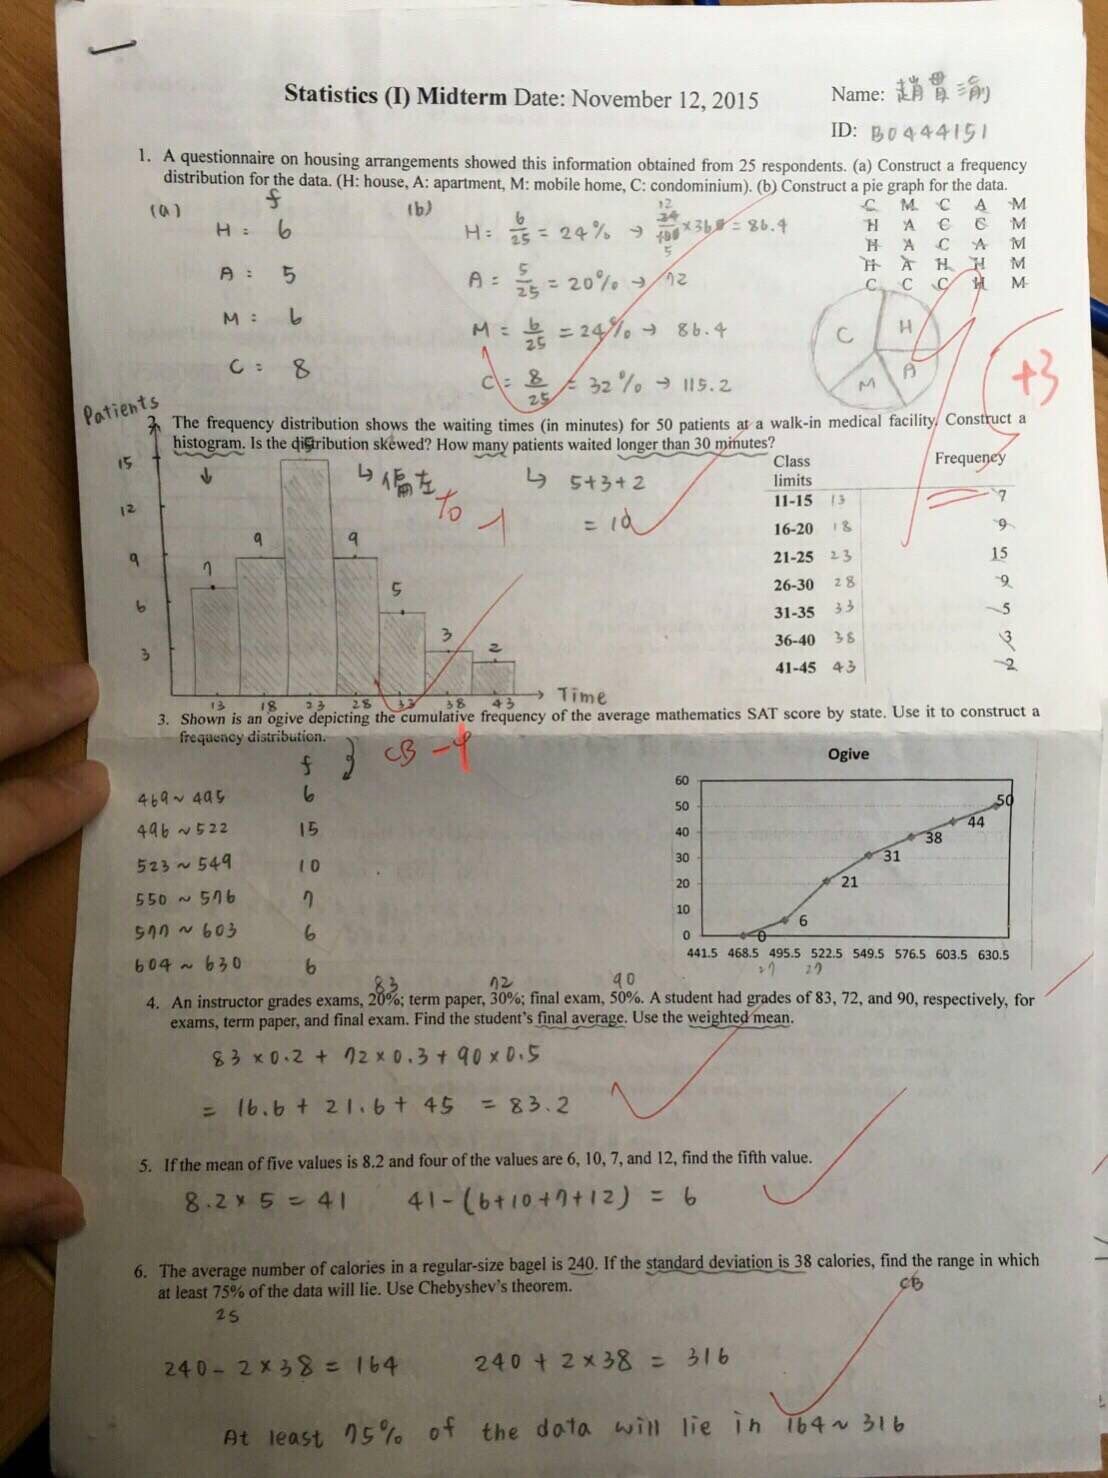 Statistics (I) Midterm Date: November 12, 2015
Name: 趙貫渝
ID: B0444151
1. A questionnaire on housing arrangements showed this information obtained from 25 respondents. (a) Construct a frequency
distribution for the data. (H: house, A: apartment, M: mobile home, C: condominium). (b) Construct a pie graph for the data.
C M C A M
H A C C M
H A C A M
H A H H M
C C C H M
(a) f
H: 6
A: 5
M: 6
C: 8
(b)
H: 6/25 = 24% → 24/100 × 360 = 86.4
12
5
A = 5/25 = 20% → 72
M = 6/25 = 24% → 86.4
C = 8/25 = 32% → 115.2
C H
A
M
+3
2. The frequency distribution shows the waiting times (in minutes) for 50 patients at a walk-in medical facility. Construct a
histogram. Is the distribution skewed? How many patients waited longer than 30 minutes?
Patients
15
12
9
6
3
7 9 15 9 5 3 2
13 18 23 28 33 38 43
Time
↓
↳ 偏左
to -1
↳ 5+3+2
= 10
Class limits Frequency
11-15 13 7
16-20 18 9
21-25 23 15
26-30 28 9
31-35 33 5
36-40 38 3
41-45 43 2
3. Shown is an ogive depicting the cumulative frequency of the average mathematics SAT score by state. Use it to construct a
frequency distribution.
CB -4
f
469~495 6
496~522 15
523~549 10
550~576 7
577~603 6
604~630 6
Ogive
60
50
40
30
20
10
0
0 6 21 31 38 44 50
441.5 468.5 495.5 522.5 549.5 576.5 603.5 630.5
27 27
83 72 90
4. An instructor grades exams, 20%; term paper, 30%; final exam, 50%. A student had grades of 83, 72, and 90, respectively, for
exams, term paper, and final exam. Find the student's final average. Use the weighted mean.
83×0.2 + 72×0.3 + 90×0.5
= 16.6 + 21.6 + 45 = 83.2
5. If the mean of five values is 8.2 and four of the values are 6, 10, 7, and 12, find the fifth value.
8.2×5 = 41 41-(6+10+7+12) = 6
6. The average number of calories in a regular-size bagel is 240. If the standard deviation is 38 calories, find the range in which
at least 75% of the data will lie. Use Chebyshev's theorem.
CB
2s
240-2×38 = 164 240+2×38 = 316
At least 75% of the data will lie in 164~316